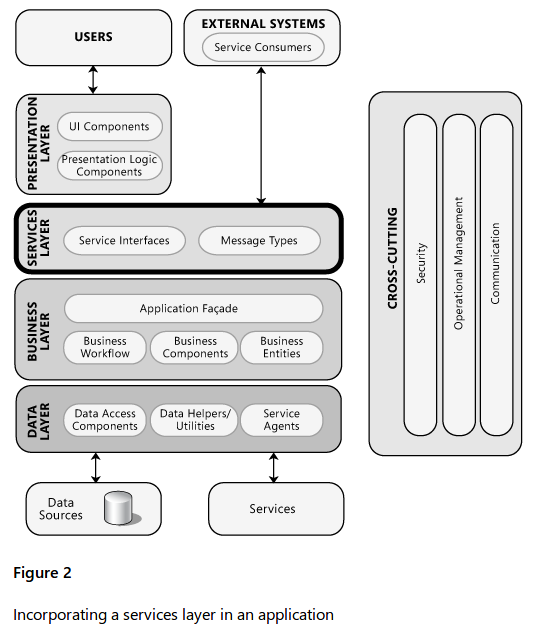 USERS
EXTERNAL SYSTEMS
Service Consumers
PRESENTATION
LAYER
UI Components
Presentation Logic
Components
SERVICES
LAYER
Service Interfaces
Message Types
BUSINESS
LAYER
Application Façade
Business
Workflow
Business
Components
Business
Entities
DATA
LAYER
Data Access
Components
Data Helpers/
Utilities
Service
Agents
Data
Sources
Services
CROSS-CUTTING
Security
Operational Management
Communication
Figure 2
Incorporating a services layer in an application